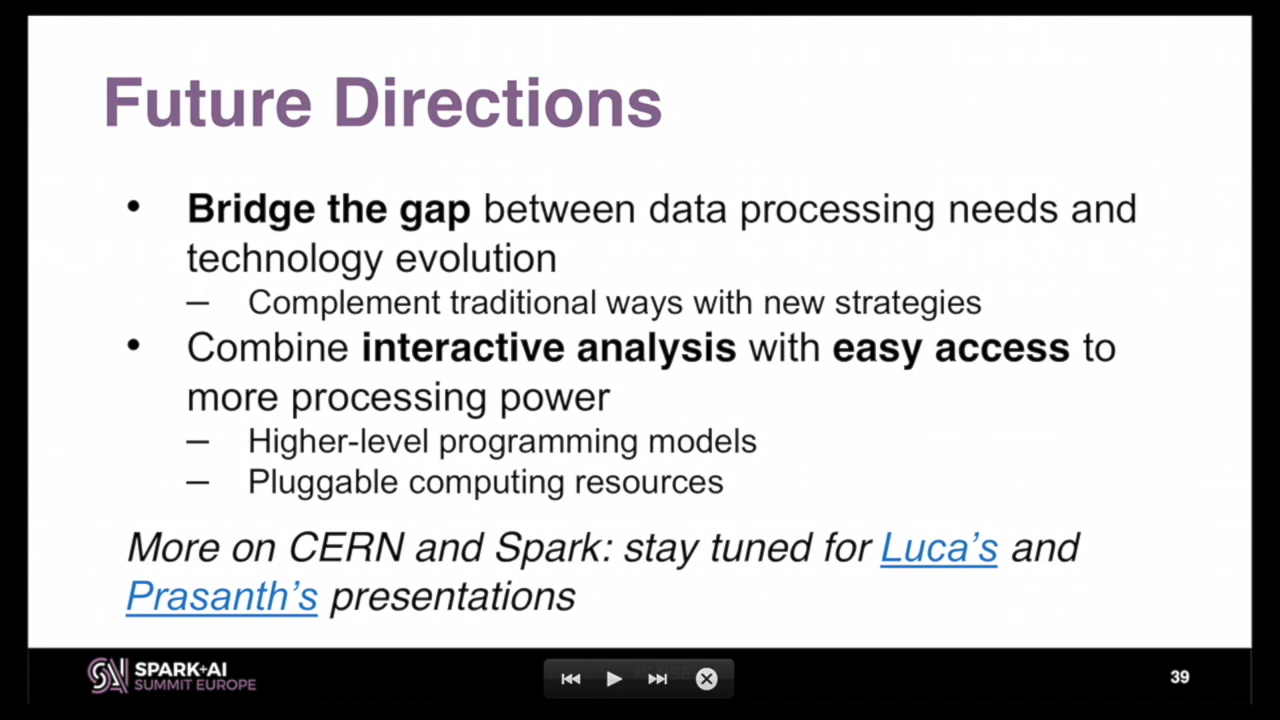 Future Directions
• Bridge the gap between data processing needs and
technology evolution
– Complement traditional ways with new strategies
• Combine interactive analysis with easy access to
more processing power
– Higher-level programming models
– Pluggable computing resources
More on CERN and Spark: stay tuned for Luca’s and
Prasanth’s presentations
SPARK+AI
SUMMIT EUROPE
39